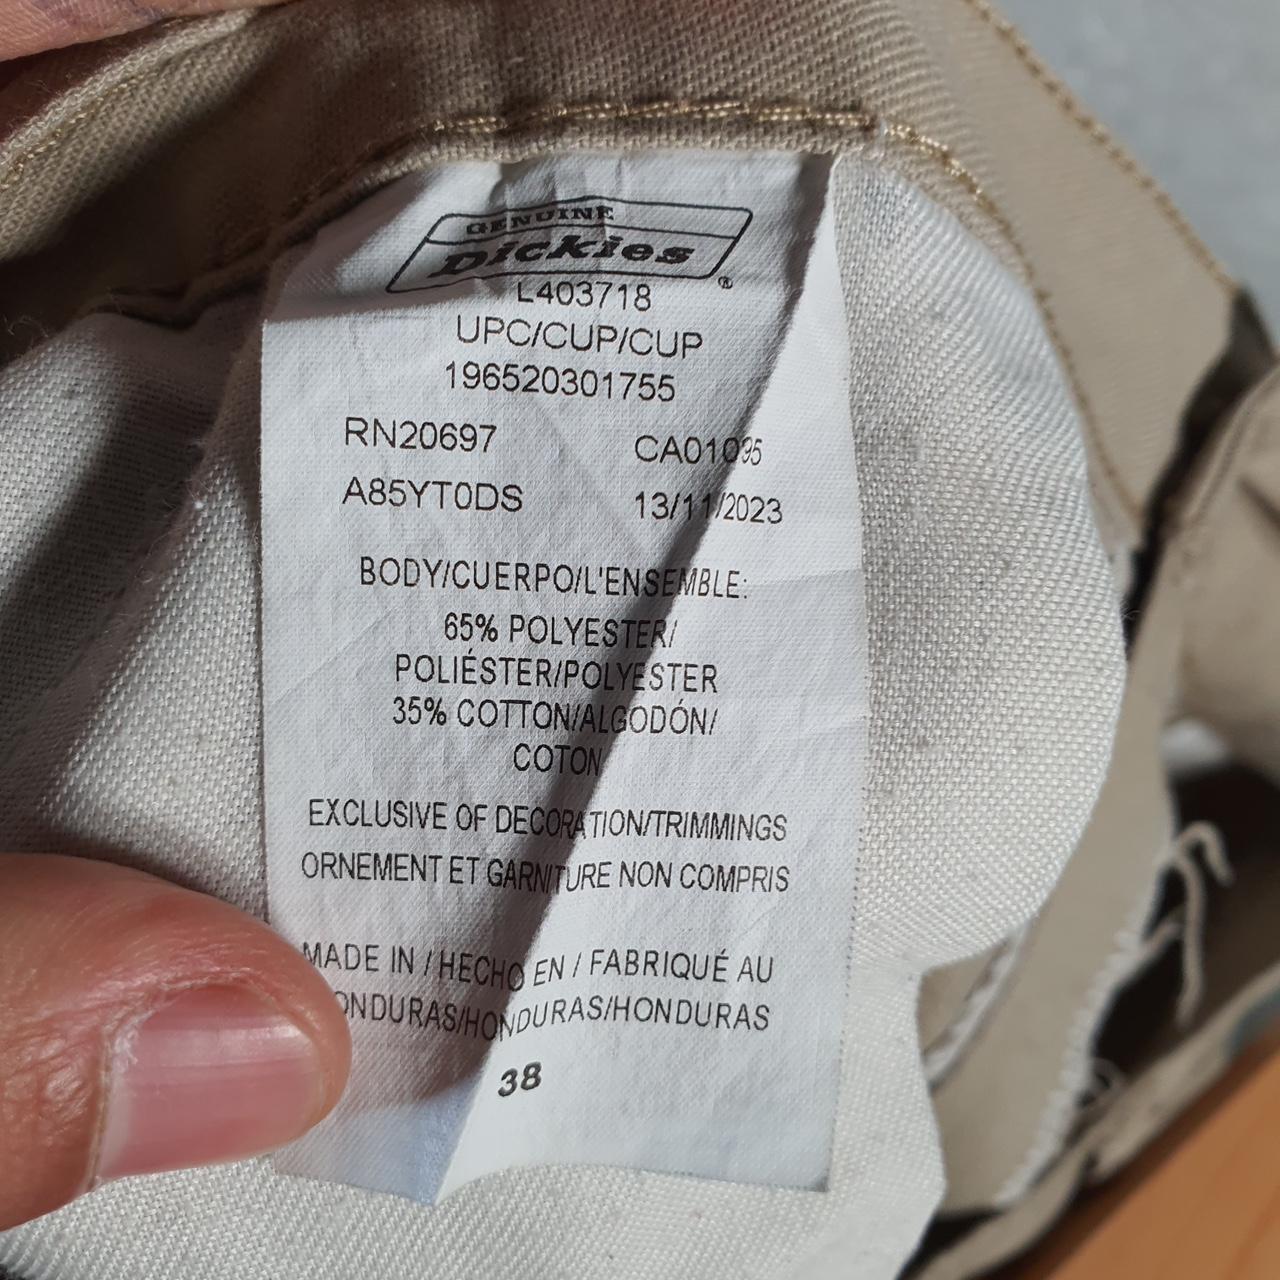 GENUINE
Dickies
®
L403718
UPC/CUP/CUP
196520301755
RN20697 CA01095
A85YT0DS 13/11/2023
BODY/CUERPO/L'ENSEMBLE:
65% POLYESTER/
POLIÉSTER/POLYESTER
35% COTTON/ALGODÓN/
COTON
EXCLUSIVE OF DECORATION/TRIMMINGS
ORNEMENT ET GARNITURE NON COMPRIS
MADE IN / HECHO EN / FABRIQUÉ AU
ONDURAS/HONDURAS/HONDURAS
38